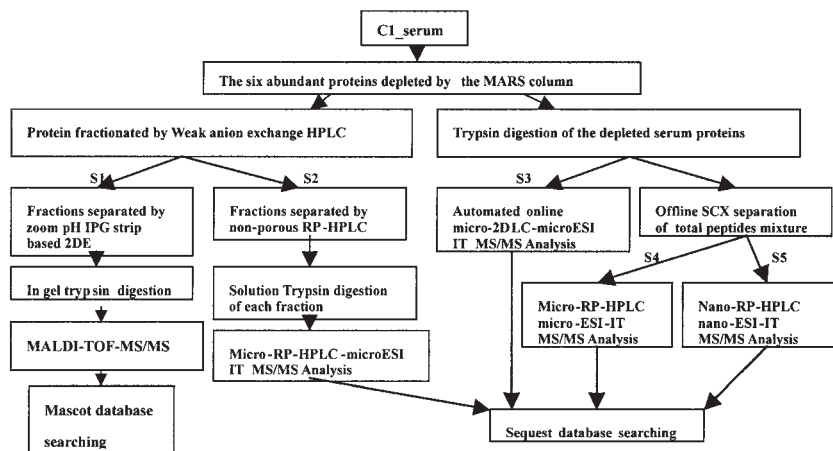 C1_serum
The six abundant proteins depleted by the MARS column
Protein fractionated by Weak anion exchange HPLC
Trypsin digestion of the depleted serum proteins
S1
S2
S3
Fractions separated by
zoom pH IPG strip
based 2DE
Fractions separated by
non-porous RP-HPLC
Automated online
micro-2DLC-microESI
IT MS/MS Analysis
Offline SCX separation
of total peptides mixture
S4
S5
In gel trypsin digestion
Solution Trypsin digestion
of each fraction
Micro-RP-HPLC
micro-ESI-IT
MS/MS Analysis
Nano-RP-HPLC
nano-ESI-IT
MS/MS Analysis
MALDI-TOF-MS/MS
Micro-RP-HPLC-microESI
IT MS/MS Analysis
Mascot database
searching
Sequest database searching